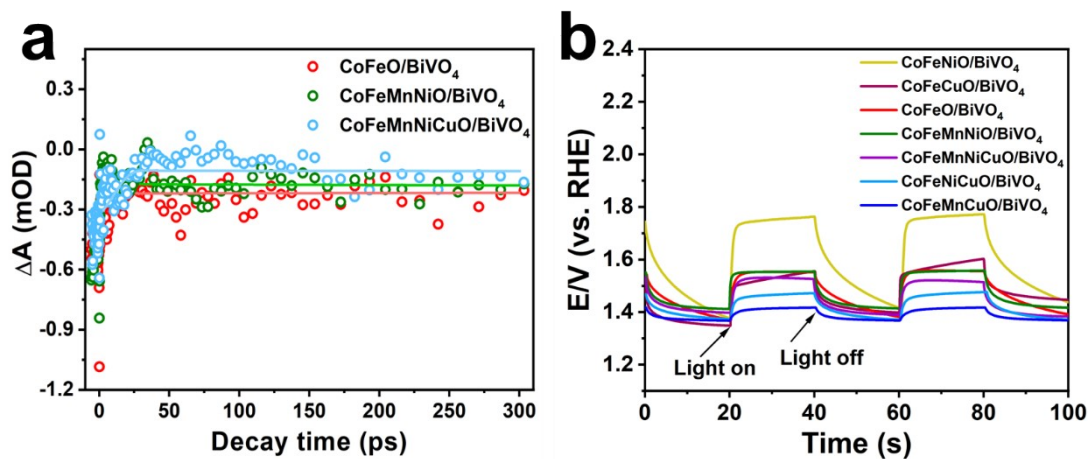 a
0.3
0.0
-0.3
-0.6
-0.9
-1.2
ΔA (mOD)
CoFeO/BiVO₄
CoFeMnNiO/BiVO₄
CoFeMnNiCuO/BiVO₄
0 50 100 150 200 250 300
Decay time (ps)
b
2.4
2.2
2.0
1.8
1.6
1.4
1.2
E/V (vs. RHE)
CoFeNiO/BiVO₄
CoFeCuO/BiVO₄
CoFeO/BiVO₄
CoFeMnNiO/BiVO₄
CoFeMnNiCuO/BiVO₄
CoFeNiCuO/BiVO₄
CoFeMnCuO/BiVO₄
Light on
Light off
0 20 40 60 80 100
Time (s)